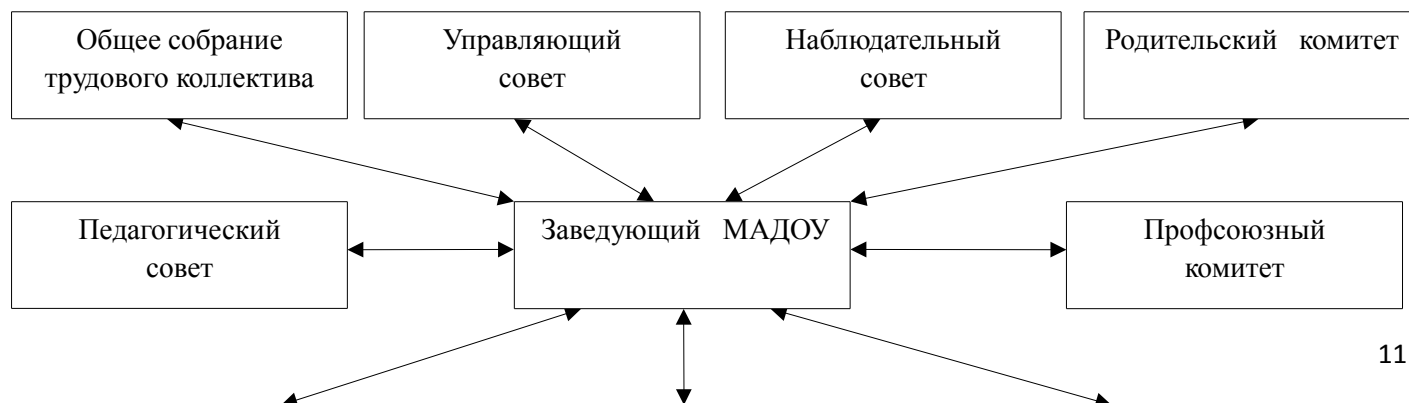 Общее собрание
трудового коллектива
Управляющий
совет
Наблюдательный
совет
Родительский комитет
Педагогический
совет
Заведующий МАДОУ
Профсоюзный
комитет
11